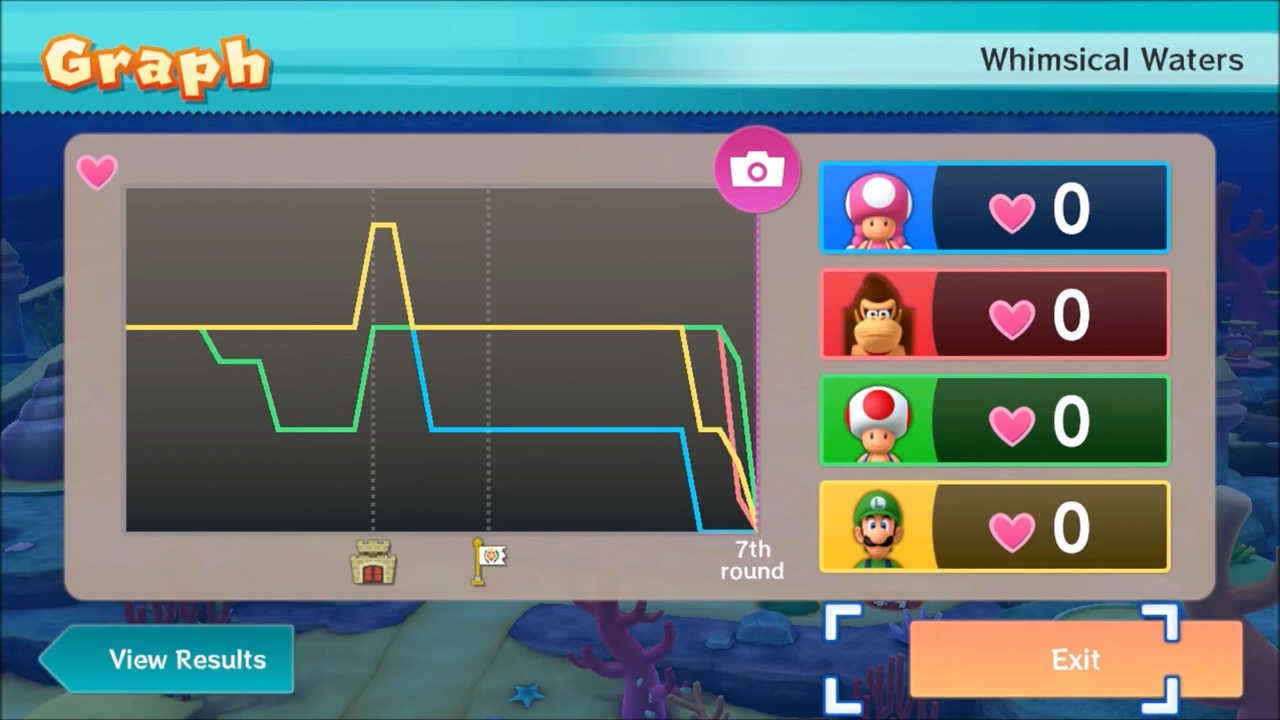 Graph
Whimsical Waters
0
0
0
0
7th
round
View Results
Exit